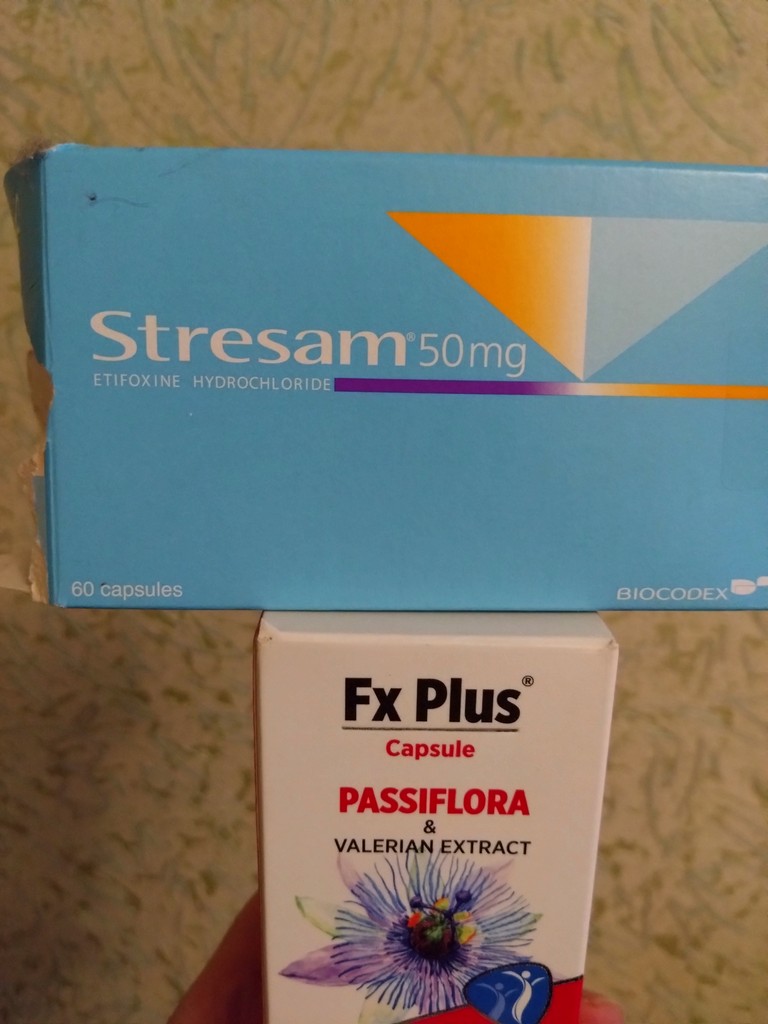 Stresam® 50mg
ETIFOXINE HYDROCHLORIDE
60 capsules
BIOCODEX
Fx Plus®
Capsule
PASSIFLORA
&
VALERIAN EXTRACT